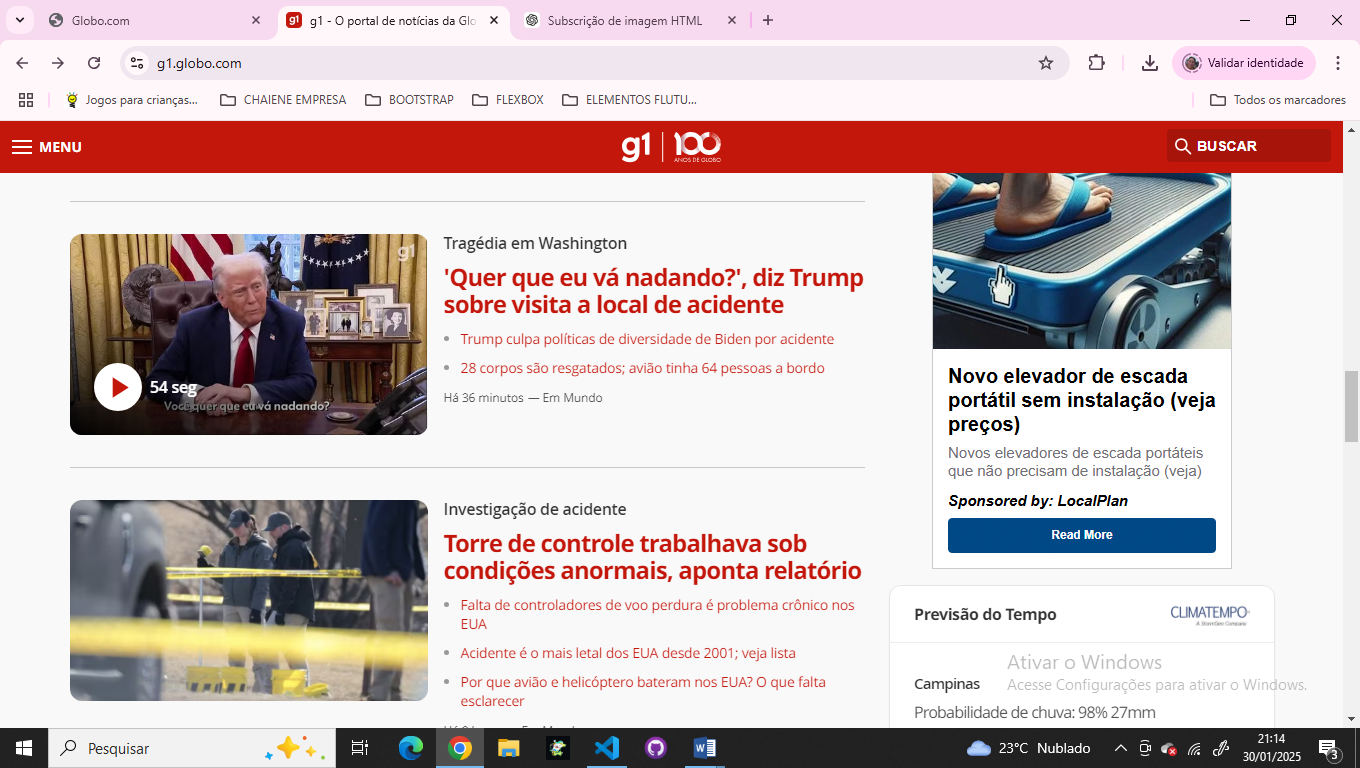 Globo.com
g1 - O portal de notícias da Glo
Subscrição de imagem HTML
g1.globo.com
Validar identidade
Jogos para crianças...
CHAIENE EMPRESA
BOOTSTRAP
FLEXBOX
ELEMENTOS FLUTU...
Todos os marcadores
MENU
g1
100
ANOS DE GLOBO
BUSCAR
g1
54 seg
Você quer que eu vá nadando?
Tragédia em Washington
'Quer que eu vá nadando?', diz Trump
sobre visita a local de acidente
Trump culpa políticas de diversidade de Biden por acidente
28 corpos são resgatados; avião tinha 64 pessoas a bordo
Há 36 minutos — Em Mundo
Investigação de acidente
Torre de controle trabalhava sob
condições anormais, aponta relatório
Falta de controladores de voo perdura é problema crônico nos
EUA
Acidente é o mais letal dos EUA desde 2001; veja lista
Por que avião e helicóptero bateram nos EUA? O que falta
esclarecer
Novo elevador de escada
portátil sem instalação (veja
preços)
Novos elevadores de escada portáteis
que não precisam de instalação (veja)
Sponsored by: LocalPlan
Read More
Previsão do Tempo
CLIMATEMPO
A StormGeo Company
Campinas
Probabilidade de chuva: 98% 27mm
Ativar o Windows
Acesse Configurações para ativar o Windows.
Pesquisar
23°C Nublado
21:14
30/01/2025
3